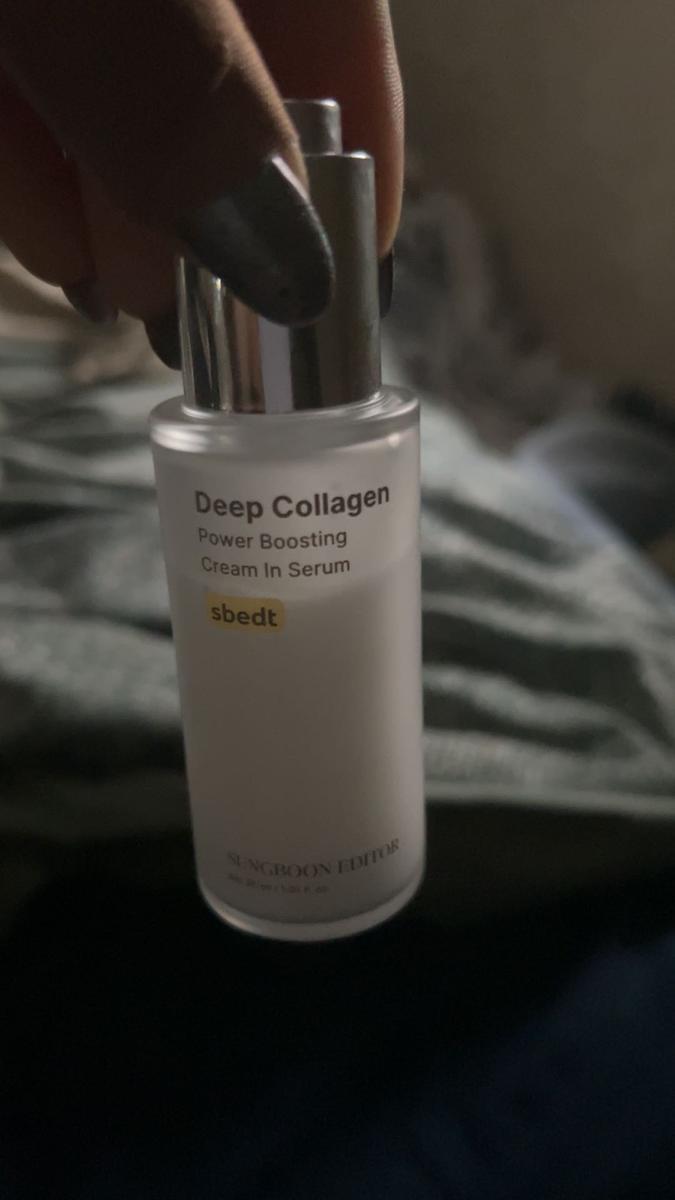 Deep Collagen
Power Boosting
Cream In Serum
sbedt
SUNGBOON EDITOR